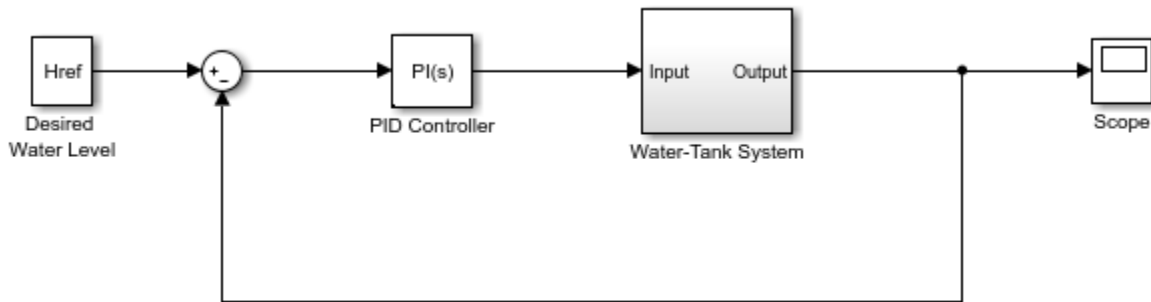 Href
+
-
PI(s)
Input
Output
Desired
Water Level
PID Controller
Water-Tank System
Scope